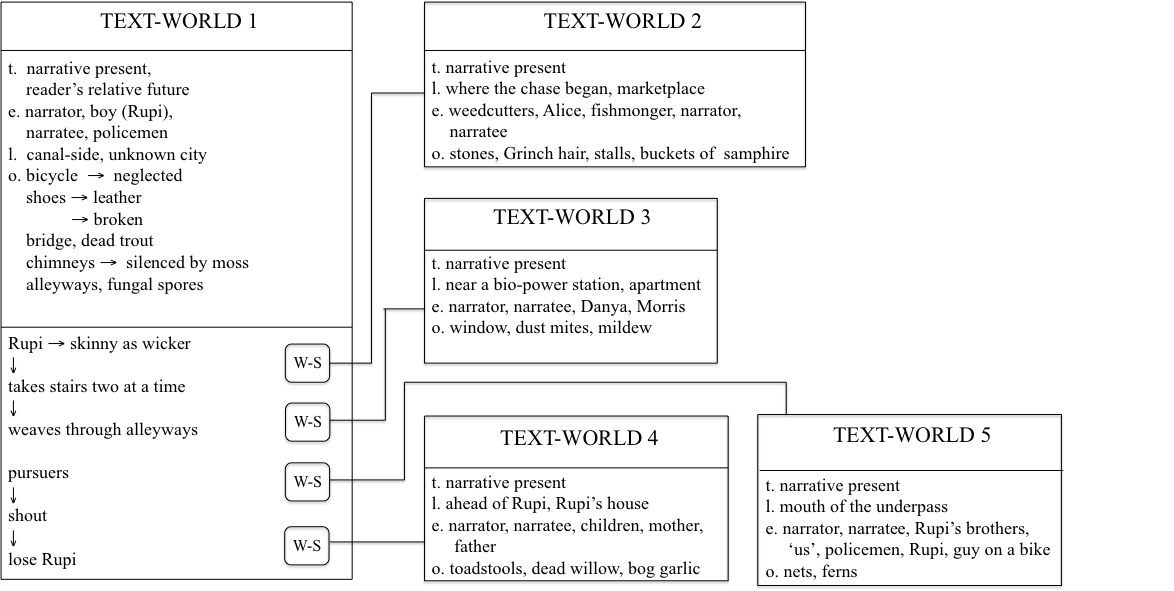 TEXT-WORLD 1
t. narrative present,
reader’s relative future
e. narrator, boy (Rupi),
narratee, policemen
l. canal-side, unknown city
o. bicycle → neglected
shoes → leather
→ broken
bridge, dead trout
chimneys → silenced by moss
alleyways, fungal spores
Rupi → skinny as wicker
↓
takes stairs two at a time
↓
weaves through alleyways
pursuers
↓
shout
↓
lose Rupi
W-S
W-S
W-S
W-S
TEXT-WORLD 2
t. narrative present
l. where the chase began, marketplace
e. weedcutters, Alice, fishmonger, narrator,
narratee
o. stones, Grinch hair, stalls, buckets of samphire
TEXT-WORLD 3
t. narrative present
l. near a bio-power station, apartment
e. narrator, narratee, Danya, Morris
o. window, dust mites, mildew
TEXT-WORLD 4
t. narrative present
l. ahead of Rupi, Rupi’s house
e. narrator, narratee, children, mother,
father
o. toadstools, dead willow, bog garlic
TEXT-WORLD 5
t. narrative present
l. mouth of the underpass
e. narrator, narratee, Rupi’s brothers,
‘us’, policemen, Rupi, guy on a bike
o. nets, ferns